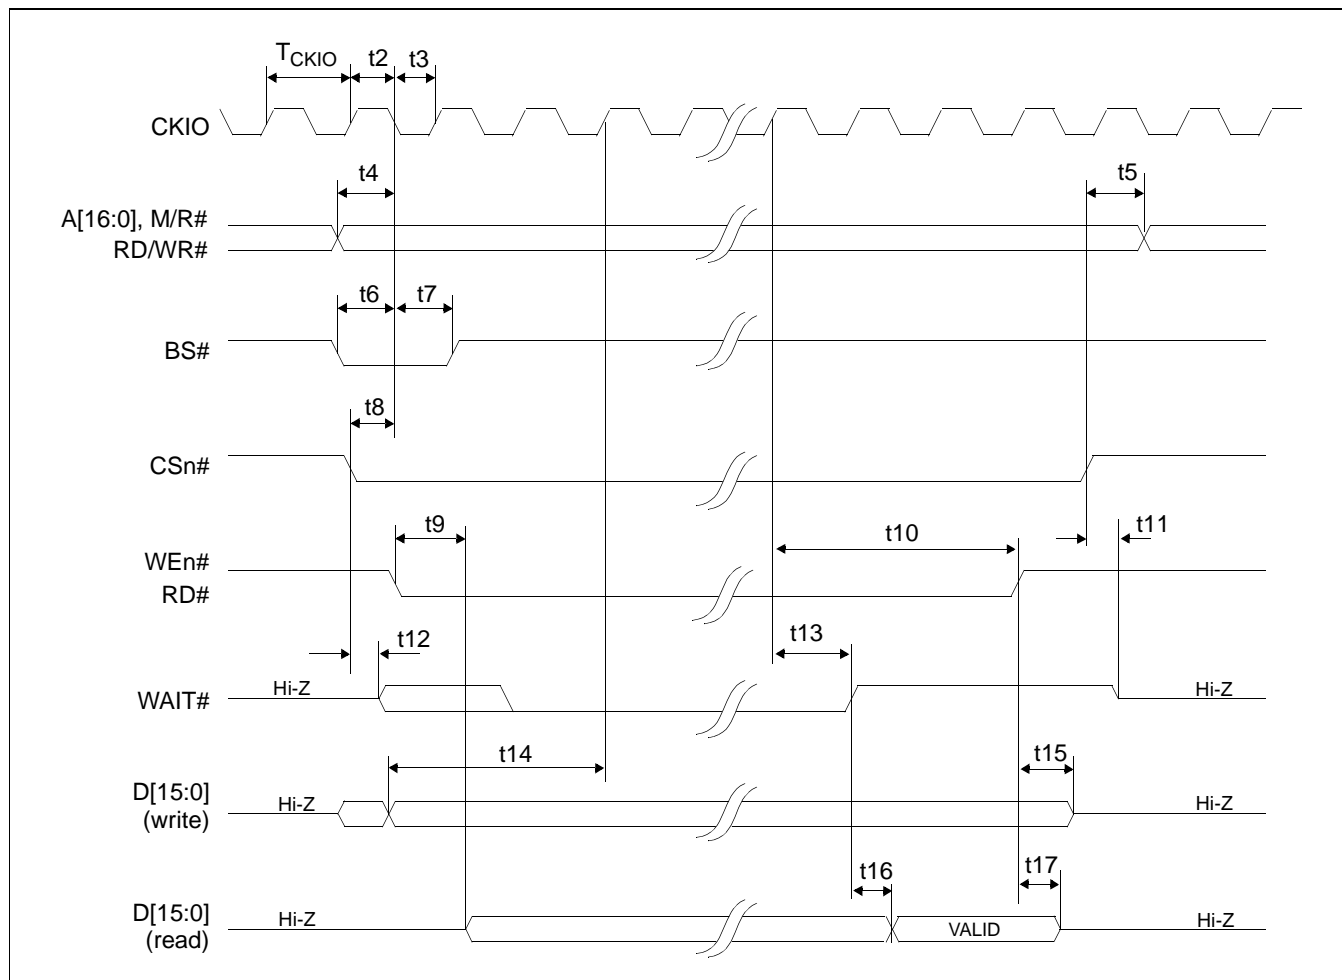 TCKIO t2 t3
CKIO
t4 t5
A[16:0], M/R#
RD/WR#
t6 t7
BS#
t8
CSn#
t9 t10 t11
WEn#
RD#
t12 t13
Hi-Z Hi-Z
WAIT#
t14 t15
D[15:0]
(write)
Hi-Z Hi-Z
t16 t17
D[15:0]
(read)
Hi-Z VALID Hi-Z